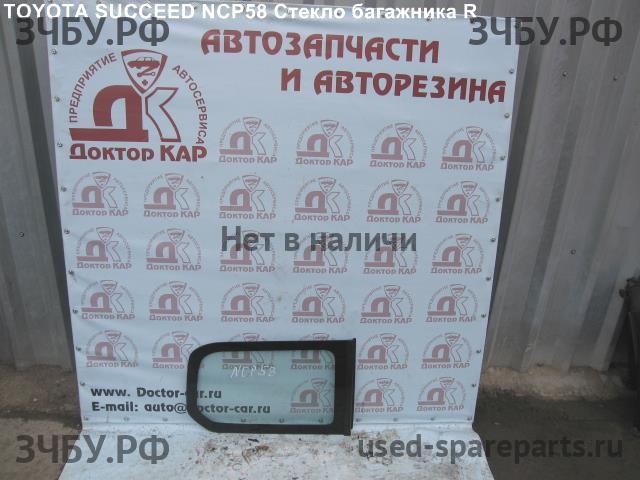 TOYOTA SUCCEED NCP58 Стекло багажника R
ЗЧБУ.РФ
ЗЧБУ.РФ
АВТОЗАПЧАСТИ
И АВТОРЕЗИНА
ПРЕДПРИЯТИЕ АВТОСЕРВИСА
ДК
ДОКТОР КАР
Нет в наличи
NCP58
www. Doctor-car.ru
E-mail: auto@doctor-car.ru
ЗЧБУ.РФ
used-spareparts.ru